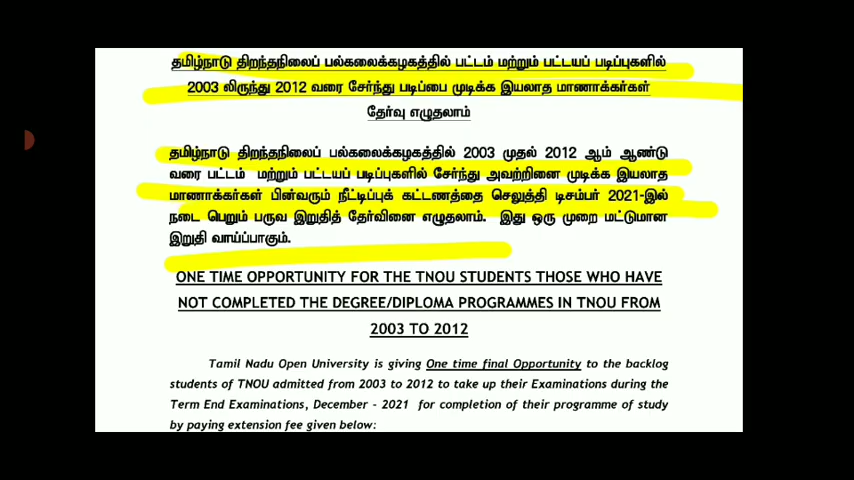 தமிழ்நாடு திறந்தநிலைப் பல்கலைக்கழகத்தில் பட்டம் மற்றும் பட்டயப் படிப்புகளில்
2003 லிருந்து 2012 வரை சேர்ந்து படிப்பை முடிக்க இயலாத மாணாக்கர்கள்
தேர்வு எழுதலாம்
தமிழ்நாடு திறந்தநிலைப் பல்கலைக்கழகத்தில் 2003 முதல் 2012 ஆம் ஆண்டு
வரை பட்டம் மற்றும் பட்டயப் படிப்புகளில் சேர்ந்து அவற்றினை முடிக்க இயலாத
மாணாக்கர்கள் பின்வரும் நீட்டிப்புக் கட்டணத்தை செலுத்தி டிசம்பர் 2021-இல்
நடை பெறும் பருவ இறுதித் தேர்வினை எழுதலாம். இது ஒரு முறை மட்டுமான
இறுதி வாய்ப்பாகும்.
ONE TIME OPPORTUNITY FOR THE TNOU STUDENTS THOSE WHO HAVE
NOT COMPLETED THE DEGREE/DIPLOMA PROGRAMMES IN TNOU FROM
2003 TO 2012
Tamil Nadu Open University is giving One time final Opportunity to the backlog
students of TNOU admitted from 2003 to 2012 to take up their Examinations during the
Term End Examinations, December - 2021 for completion of their programme of study
by paying extension fee given below: